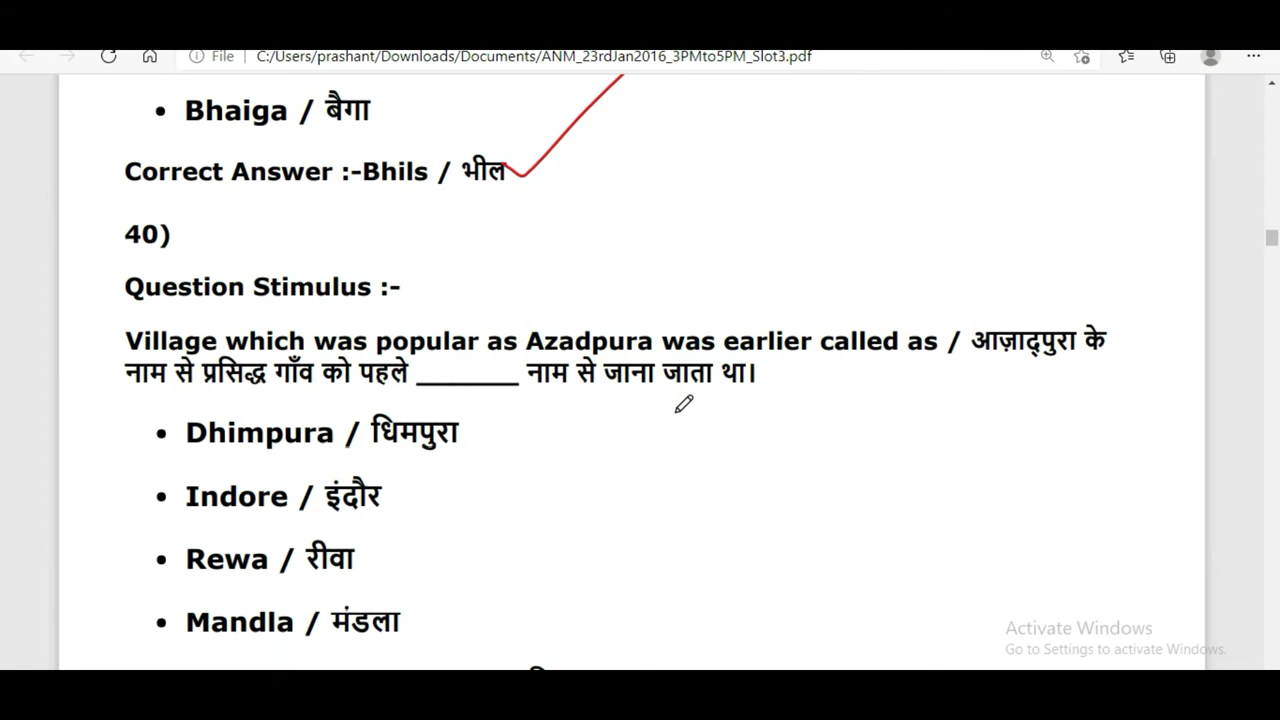 File C:/Users/prashant/Downloads/Documents/ANM_23rdJan2016_3PMto5PM_Slot3.pdf
• Bhaiga / बैगा
Correct Answer :-Bhils / भील
40)
Question Stimulus :-
Village which was popular as Azadpura was earlier called as / आज़ाद्पुरा के
नाम से प्रसिद्ध गाँव को पहले _______ नाम से जाना जाता था।
• Dhimpura / धिमपुरा
• Indore / इंदौर
• Rewa / रीवा
• Mandla / मंडला
Activate Windows
Go to Settings to activate Windows.